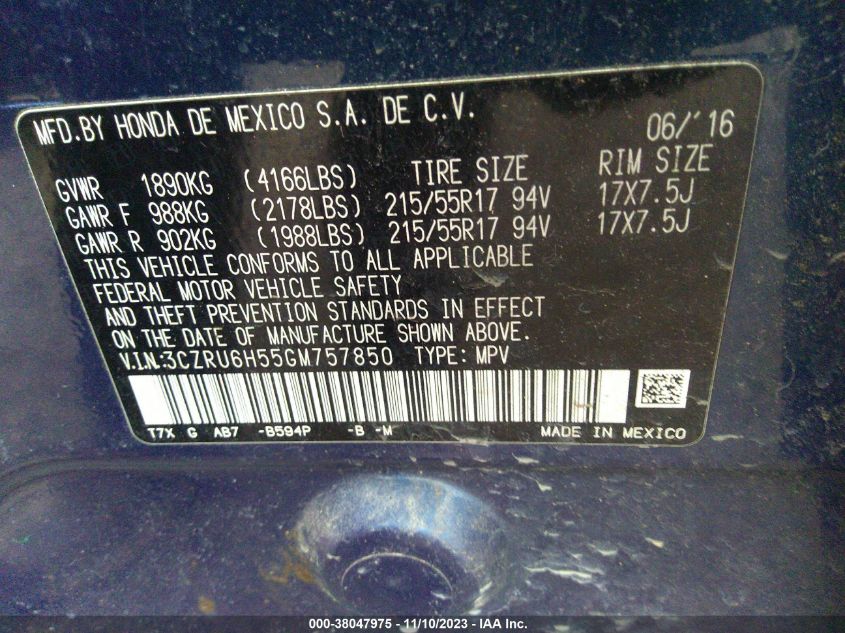 MFD.BY HONDA DE MEXICO S.A. DE C.V. 06/'16
GVWR 1890KG (4166LBS) TIRE SIZE RIM SIZE
GAWR F 988KG (2178LBS) 215/55R17 94V 17X7.5J
GAWR R 902KG (1988LBS) 215/55R17 94V 17X7.5J
THIS VEHICLE CONFORMS TO ALL APPLICABLE
FEDERAL MOTOR VEHICLE SAFETY
AND THEFT PREVENTION STANDARDS IN EFFECT
ON THE DATE OF MANUFACTURE SHOWN ABOVE.
V.I.N:3CZRU6H55GM757850 TYPE: MPV
T7X G AB7 -B594P -B -M MADE IN MEXICO
000-38047975 - 11/10/2023 - IAA Inc.